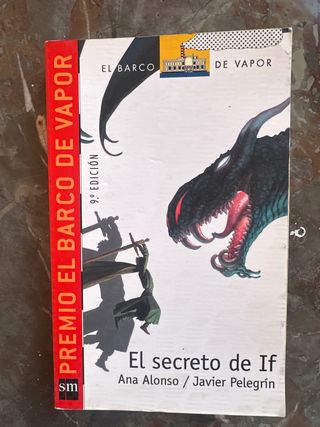 EL BARCO DE VAPOR
PREMIO EL BARCO DE VAPOR
9.ª EDICIÓN
El secreto de If
Ana Alonso / Javier Pelegrín
sm